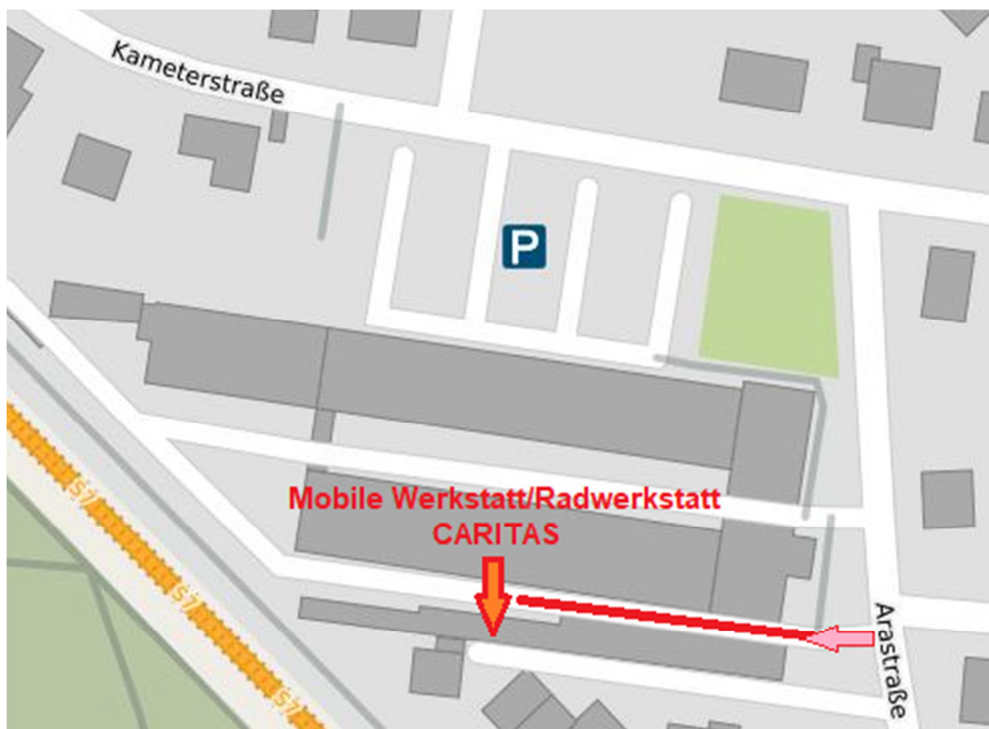 Kameterstraße
P
Mobile Werkstatt/Radwerkstatt
CARITAS
S7
S7
S7
Arastraße